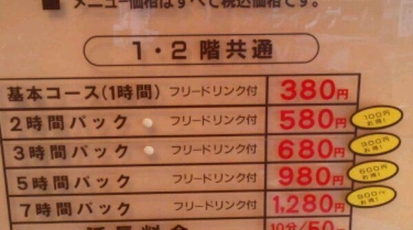 ■ メニュー価格はすべて税込価格です。
1・2階共通
基本コース(1時間) フリードリンク付 380円
2時間パック フリードリンク付 580円 100円お得!
3時間パック フリードリンク付 680円 300円お得!
5時間パック フリードリンク付 980円 600円お得!
7時間パック フリードリンク付 1,280円 お得!
延長料金 10分/50円